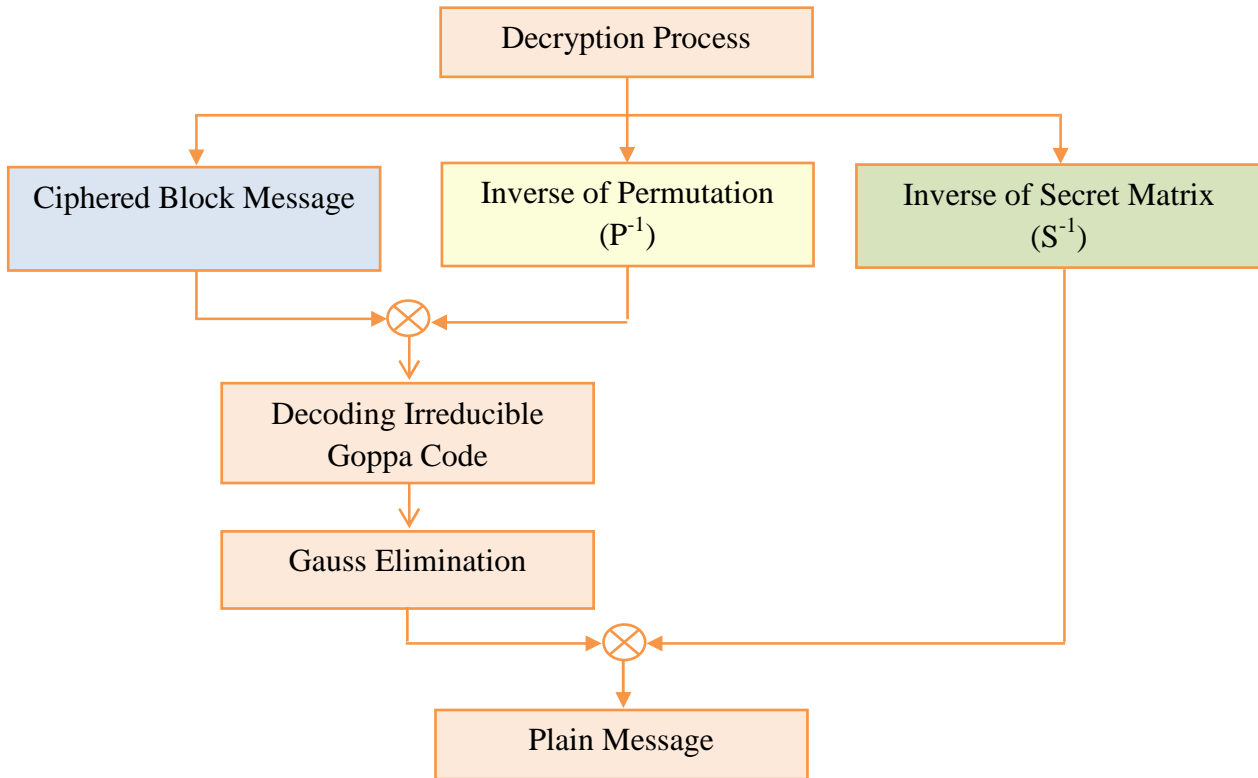 Decryption Process
Ciphered Block Message
Inverse of Permutation
(P⁻¹)
Inverse of Secret Matrix
(S⁻¹)
Decoding Irreducible
Goppa Code
Gauss Elimination
Plain Message